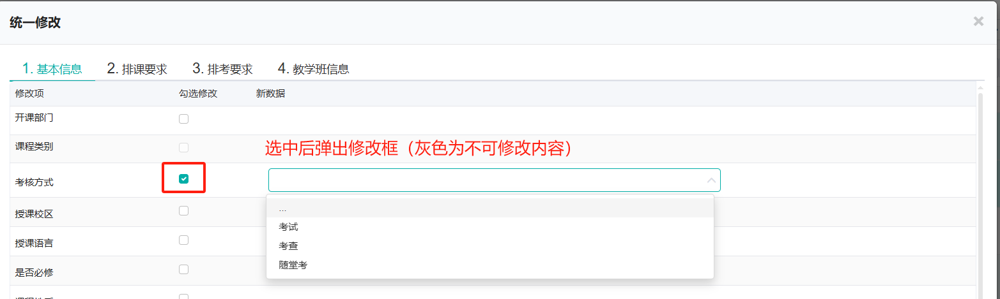 统一修改
1. 基本信息 2. 排课要求 3. 排考要求 4. 教学班信息
修改项 勾选修改 新数据
开课部门
课程类别
选中后弹出修改框（灰色为不可修改内容）
考核方式
...
考试
考查
随堂考
授课校区
授课语言
是否必修